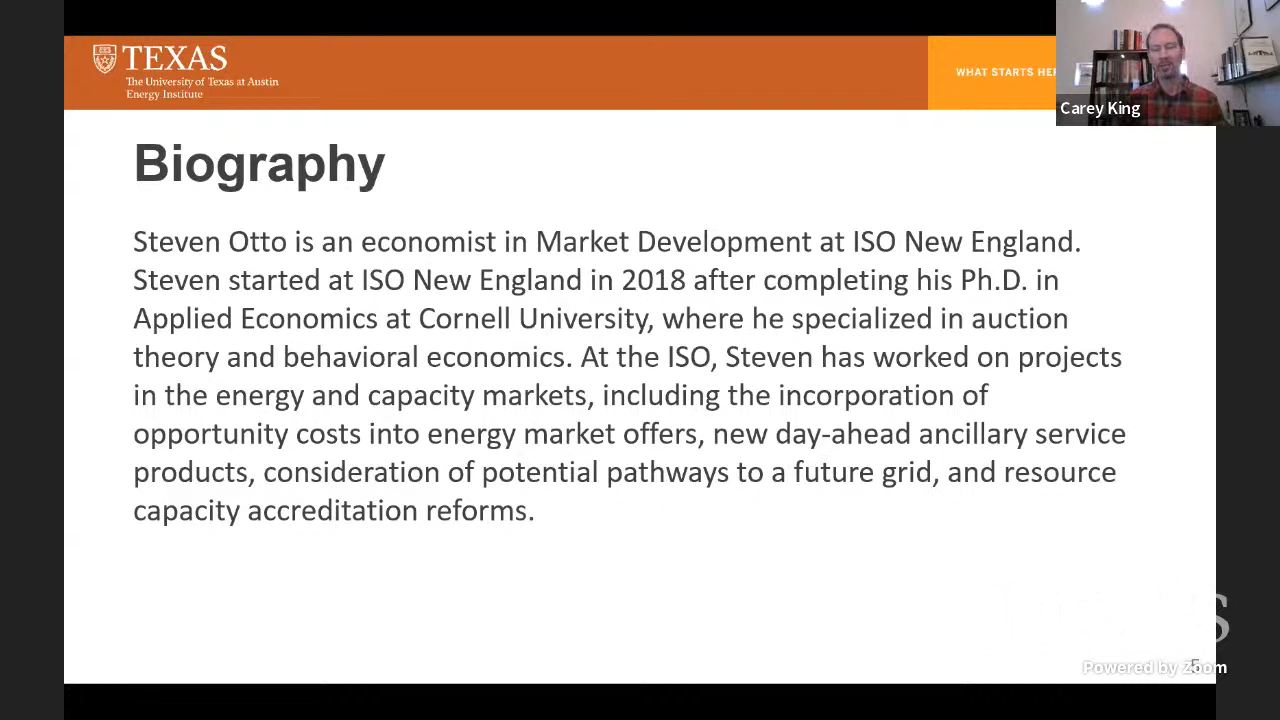 TEXAS
The University of Texas at Austin
Energy Institute
WHAT STARTS HE
Carey King
Biography
Steven Otto is an economist in Market Development at ISO New England.
Steven started at ISO New England in 2018 after completing his Ph.D. in
Applied Economics at Cornell University, where he specialized in auction
theory and behavioral economics. At the ISO, Steven has worked on projects
in the energy and capacity markets, including the incorporation of
opportunity costs into energy market offers, new day-ahead ancillary service
products, consideration of potential pathways to a future grid, and resource
capacity accreditation reforms.
S
5
Powered by Zoom